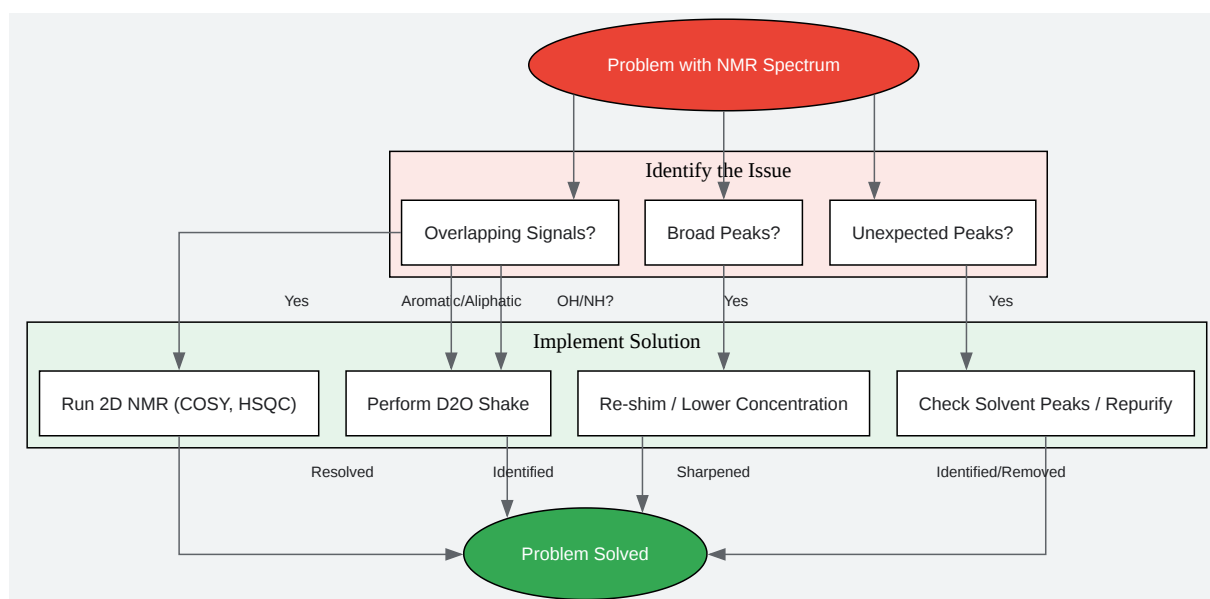 Problem with NMR Spectrum
Identify the Issue
Overlapping Signals?
Broad Peaks?
Unexpected Peaks?
Yes
Aromatic/Aliphatic
OH/NH?
Yes
Yes
Implement Solution
Run 2D NMR (COSY, HSQC)
Perform D2O Shake
Re-shim / Lower Concentration
Check Solvent Peaks / Repurify
Resolved
Identified
Sharpened
Identified/Removed
Problem Solved